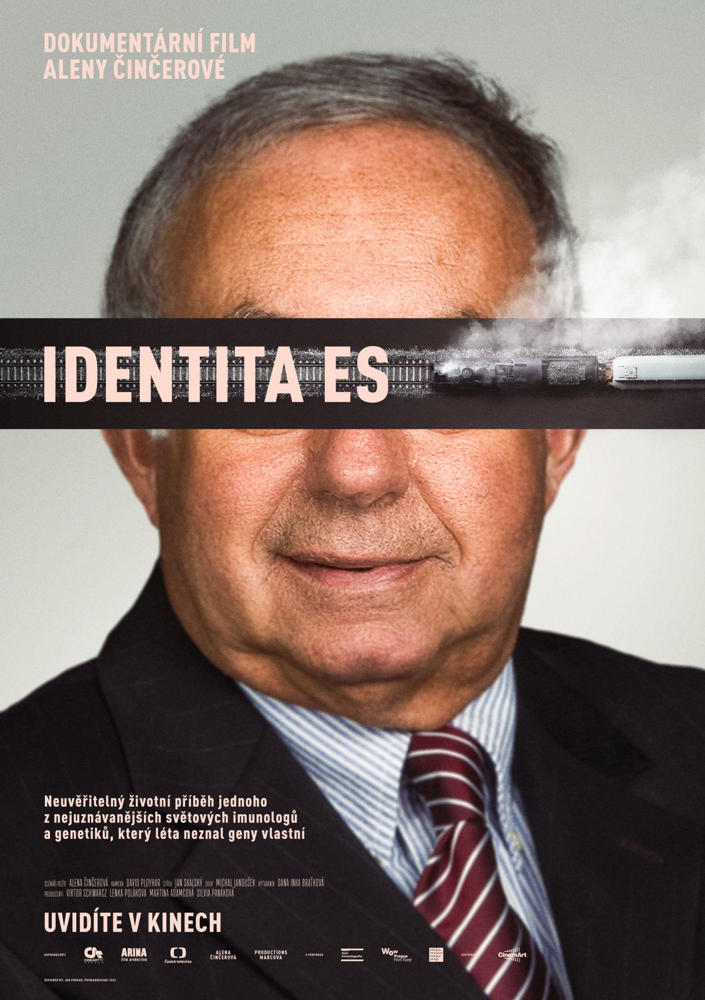 DOKUMENTÁRNÍ FILM
ALENY ČINČEROVÉ
IDENTITA ES
Neuvěřitelný životní příběh jednoho
z nejuznávanějších světových imunologů
a genetiků, který léta neznal geny vlastní
SCÉNÁŘ/REŽIE ALENA ČINČEROVÁ KAMERA DAVID PLOYHAR STŘIH JAN SKALSKÝ ZVUK MICHAL JANOUŠEK VÝTVARNÍK DANA INKA BRAŤKOVÁ
PRODUCENTI VIKTOR SCHWARCZ LENKA POLÁKOVÁ MARTINA ADAMCOVÁ SILVIA PANÁKOVÁ
UVIDÍTE V KINECH
KOPRODUCENTI
CINEART TV
PRAGUE
ARINA
film production
Česká televize
ALENA
ČINČEROVÁ
PRODUCTIONS
MARCOVA
S PODPOROU
fond
kinematografie
Wow
Prague
Film Fund
PRA HA
PRA GUE
PRA GA
PRA G
CinemArt
DESIGNED BY: JAN POUKAR /POUKARDESIGN/ 2022